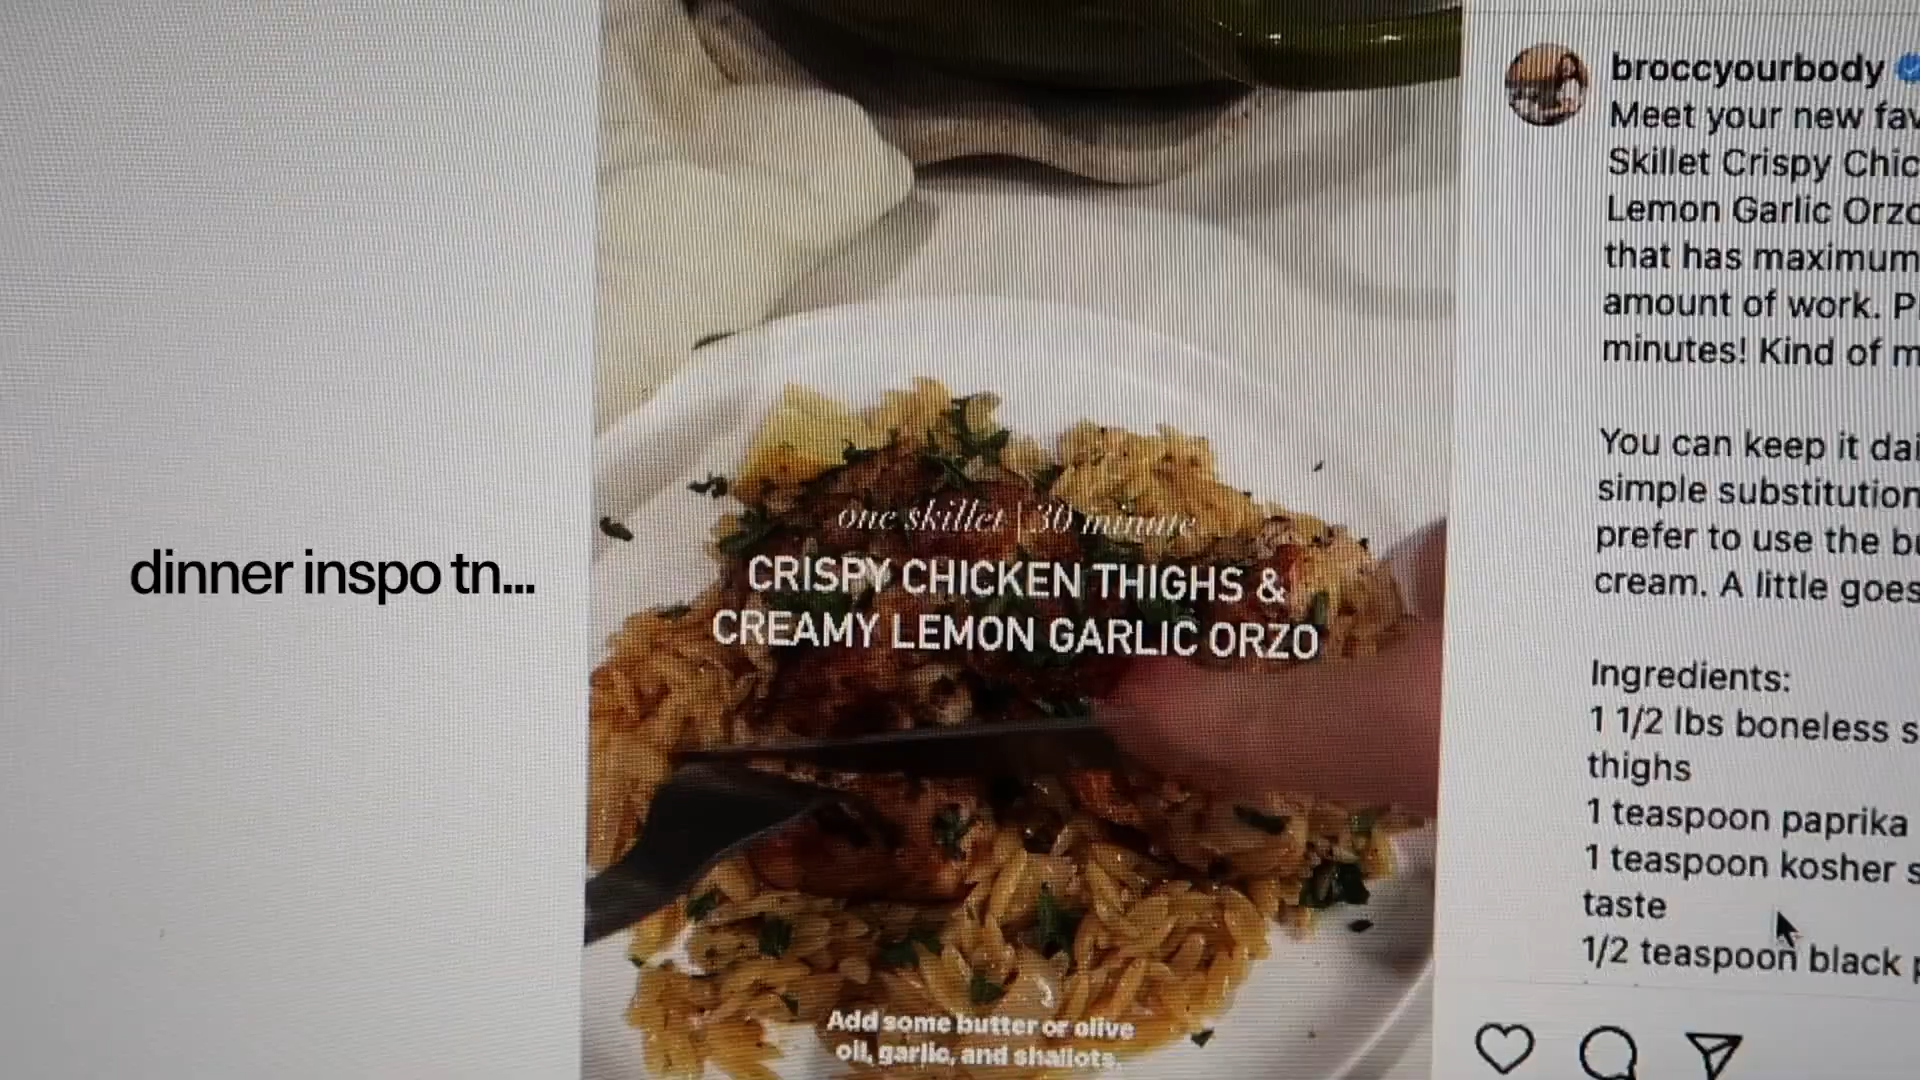 dinner inspo tn...
one skillet | 30 minute
CRISPY CHICKEN THIGHS &
CREAMY LEMON GARLIC ORZO
Add some butter or olive
oil, garlic, and shallots.
broccyourbody
Meet your new fav
Skillet Crispy Chic
Lemon Garlic Orzo
that has maximum
amount of work. P
minutes! Kind of m
You can keep it dai
simple substitution
prefer to use the b
cream. A little goes
Ingredients:
1 1/2 lbs boneless s
thighs
1 teaspoon paprika
1 teaspoon kosher s
taste
1/2 teaspoon black p